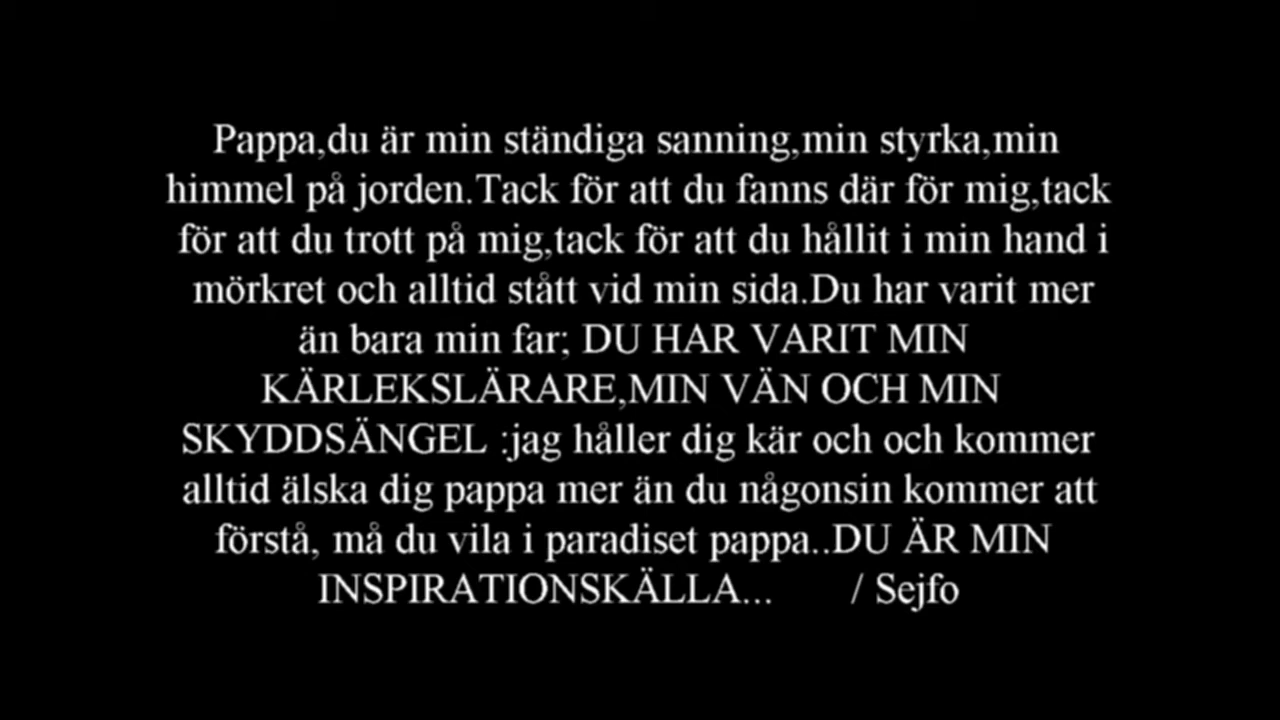 Pappa,du är min ständiga sanning,min styrka,min
himmel på jorden.Tack för att du fanns där för mig,tack
för att du trott på mig,tack för att du hållit i min hand i
mörkret och alltid stått vid min sida.Du har varit mer
än bara min far; DU HAR VARIT MIN
KÄRLEKSLÄRARE,MIN VÄN OCH MIN
SKYDDSÄNGEL :jag håller dig kär och och kommer
alltid älska dig pappa mer än du någonsin kommer att
förstå, må du vila i paradiset pappa..DU ÄR MIN
INSPIRATIONSKÄLLA... / Sejfo